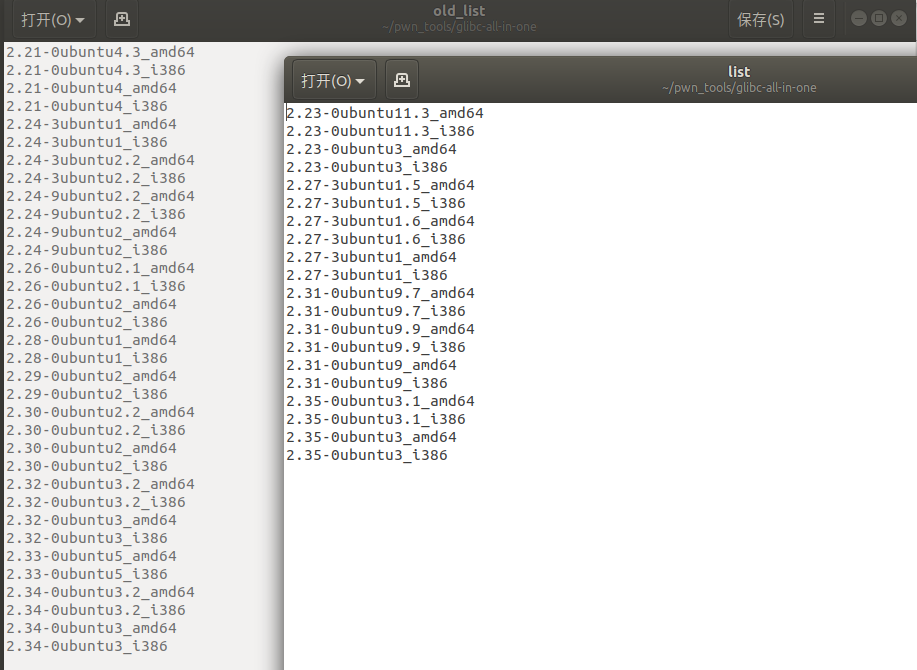 打开(O)
old_list
~/pwn_tools/glibc-all-in-one
保存(S)
2.21-0ubuntu4.3_amd64
2.21-0ubuntu4.3_i386
2.21-0ubuntu4_amd64
2.21-0ubuntu4_i386
2.24-3ubuntu1_amd64
2.24-3ubuntu1_i386
2.24-3ubuntu2.2_amd64
2.24-3ubuntu2.2_i386
2.24-9ubuntu2.2_amd64
2.24-9ubuntu2.2_i386
2.24-9ubuntu2_amd64
2.24-9ubuntu2_i386
2.26-0ubuntu2.1_amd64
2.26-0ubuntu2.1_i386
2.26-0ubuntu2_amd64
2.26-0ubuntu2_i386
2.28-0ubuntu1_amd64
2.28-0ubuntu1_i386
2.29-0ubuntu2_amd64
2.29-0ubuntu2_i386
2.30-0ubuntu2.2_amd64
2.30-0ubuntu2.2_i386
2.30-0ubuntu2_amd64
2.30-0ubuntu2_i386
2.32-0ubuntu3.2_amd64
2.32-0ubuntu3.2_i386
2.32-0ubuntu3_amd64
2.32-0ubuntu3_i386
2.33-0ubuntu5_amd64
2.33-0ubuntu5_i386
2.34-0ubuntu3.2_amd64
2.34-0ubuntu3.2_i386
2.34-0ubuntu3_amd64
2.34-0ubuntu3_i386
打开(O)
list
~/pwn_tools/glibc-all-in-one
2.23-0ubuntu11.3_amd64
2.23-0ubuntu11.3_i386
2.23-0ubuntu3_amd64
2.23-0ubuntu3_i386
2.27-3ubuntu1.5_amd64
2.27-3ubuntu1.5_i386
2.27-3ubuntu1.6_amd64
2.27-3ubuntu1.6_i386
2.27-3ubuntu1_amd64
2.27-3ubuntu1_i386
2.31-0ubuntu9.7_amd64
2.31-0ubuntu9.7_i386
2.31-0ubuntu9.9_amd64
2.31-0ubuntu9.9_i386
2.31-0ubuntu9_amd64
2.31-0ubuntu9_i386
2.35-0ubuntu3.1_amd64
2.35-0ubuntu3.1_i386
2.35-0ubuntu3_amd64
2.35-0ubuntu3_i386